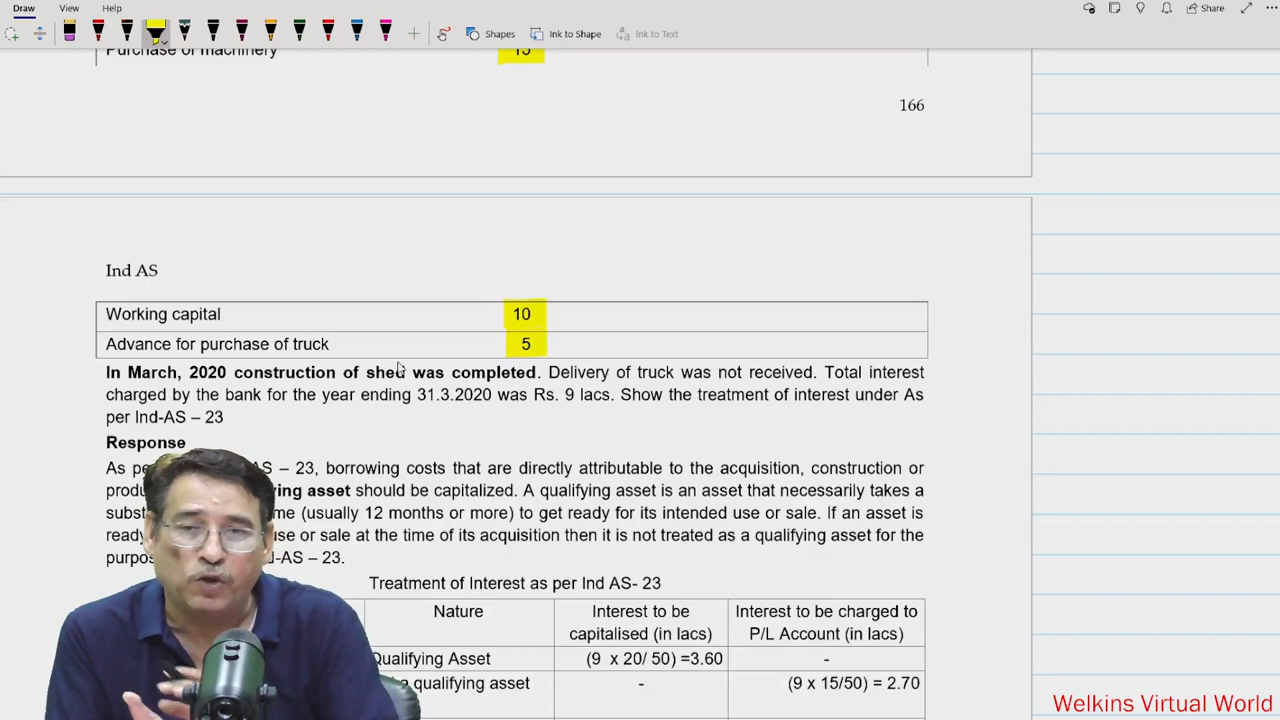 Draw View Help
Shapes Ink to Shape Ink to Text Share
Purchase of machinery 15
166
Ind AS
Working capital 10
Advance for purchase of truck 5
In March, 2020 construction of shed was completed. Delivery of truck was not received. Total interest
charged by the bank for the year ending 31.3.2020 was Rs. 9 lacs. Show the treatment of interest under As
per Ind-AS – 23
Response
As AS – 23, borrowing costs that are directly attributable to the acquisition, construction or
asset should be capitalized. A qualifying asset is an asset that necessarily takes a
(usually 12 months or more) to get ready for its intended use or sale. If an asset is
use or sale at the time of its acquisition then it is not treated as a qualifying asset for the
AS – 23.
Treatment of Interest as per Ind AS- 23
Nature Interest to be Interest to be charged to
capitalised (in lacs) P/L Account (in lacs)
Qualifying Asset (9 x 20/ 50) =3.60 -
a qualifying asset - (9 x 15/50) = 2.70
Welkins Virtual World